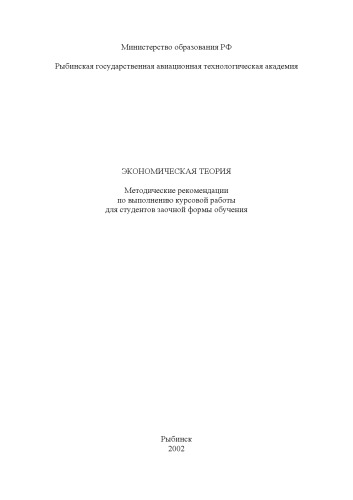 Министерство образования РФ
Рыбинская государственная авиационная технологическая академия
ЭКОНОМИЧЕСКАЯ ТЕОРИЯ
Методические рекомендации
по выполнению курсовой работы
для студентов заочной формы обучения
Рыбинск
2002